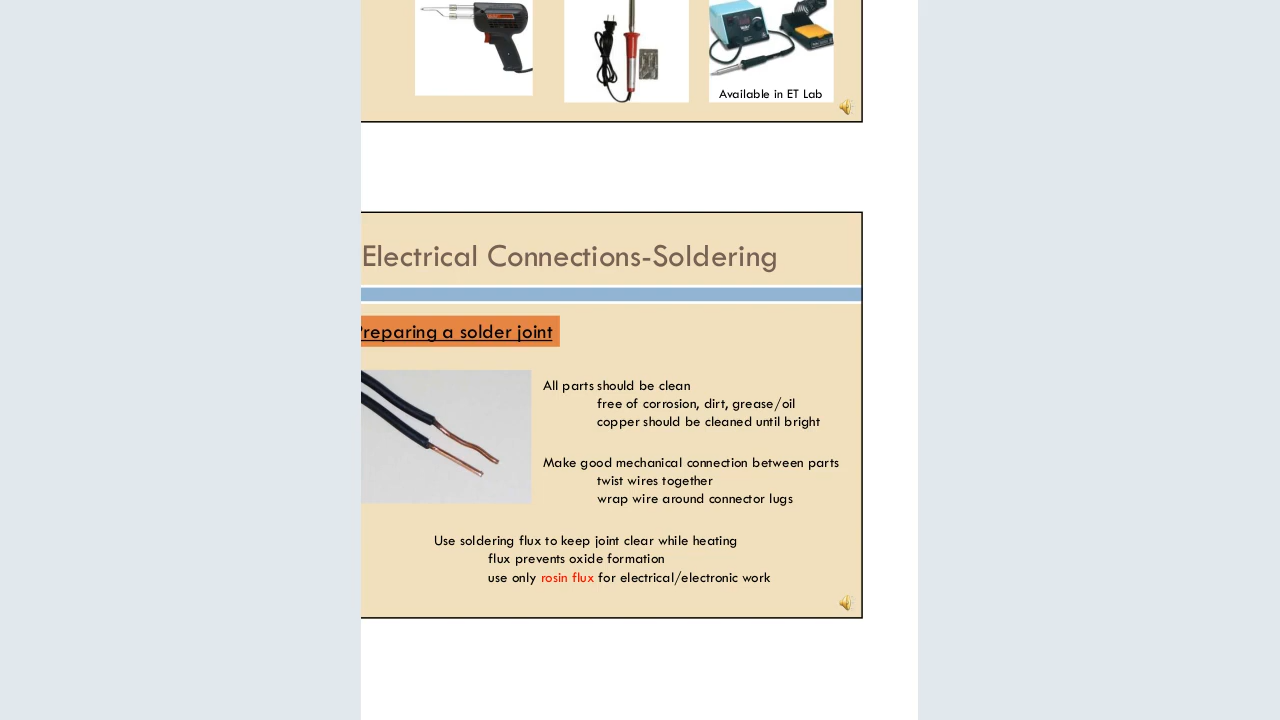 Available in ET Lab
Electrical Connections-Soldering
Preparing a solder joint
All parts should be clean
free of corrosion, dirt, grease/oil
copper should be cleaned until bright
Make good mechanical connection between parts
twist wires together
wrap wire around connector lugs
Use soldering flux to keep joint clear while heating
flux prevents oxide formation
use only rosin flux for electrical/electronic work